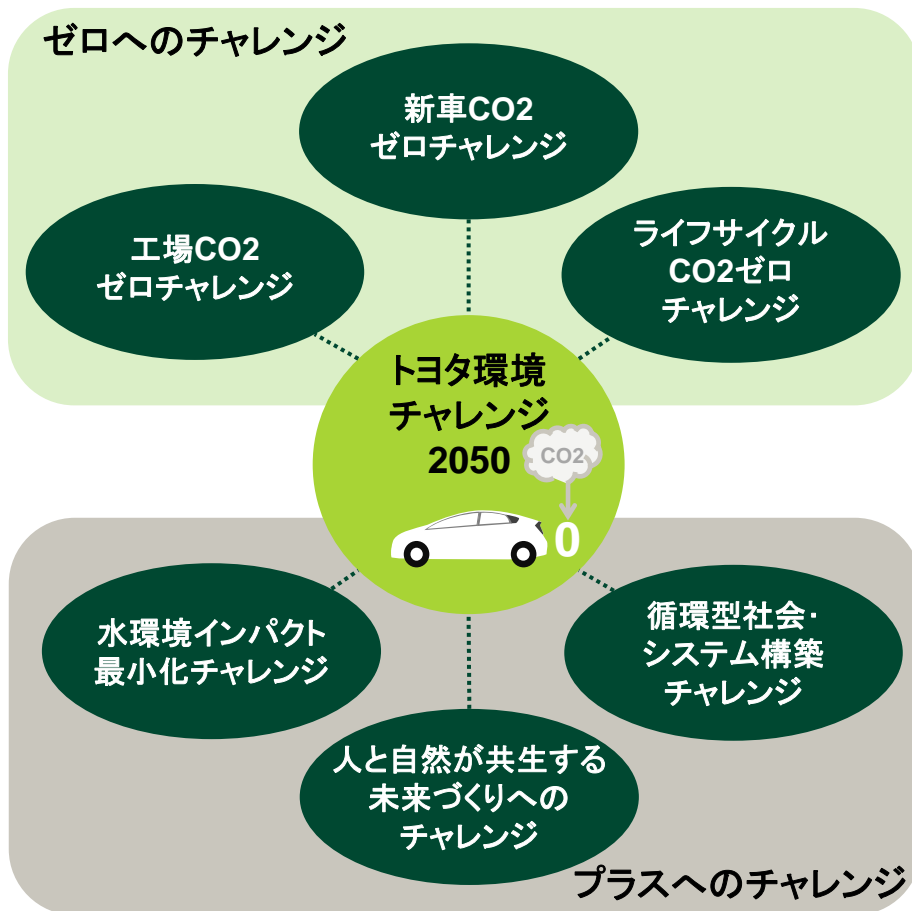 ゼロへのチャレンジ
新車CO2
ゼロチャレンジ
工場CO2
ゼロチャレンジ
ライフサイクル
CO2ゼロ
チャレンジ
トヨタ環境
チャレンジ
2050
CO2
0
水環境インパクト
最小化チャレンジ
循環型社会・
システム構築
チャレンジ
人と自然が共生する
未来づくりへの
チャレンジ
プラスへのチャレンジ